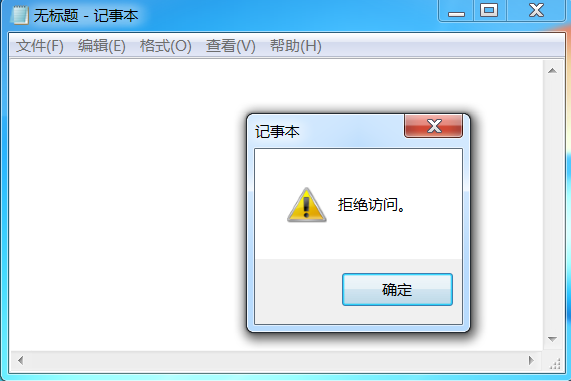 无标题 - 记事本
文件(F) 编辑(E) 格式(O) 查看(V) 帮助(H)
记事本
拒绝访问。
确定